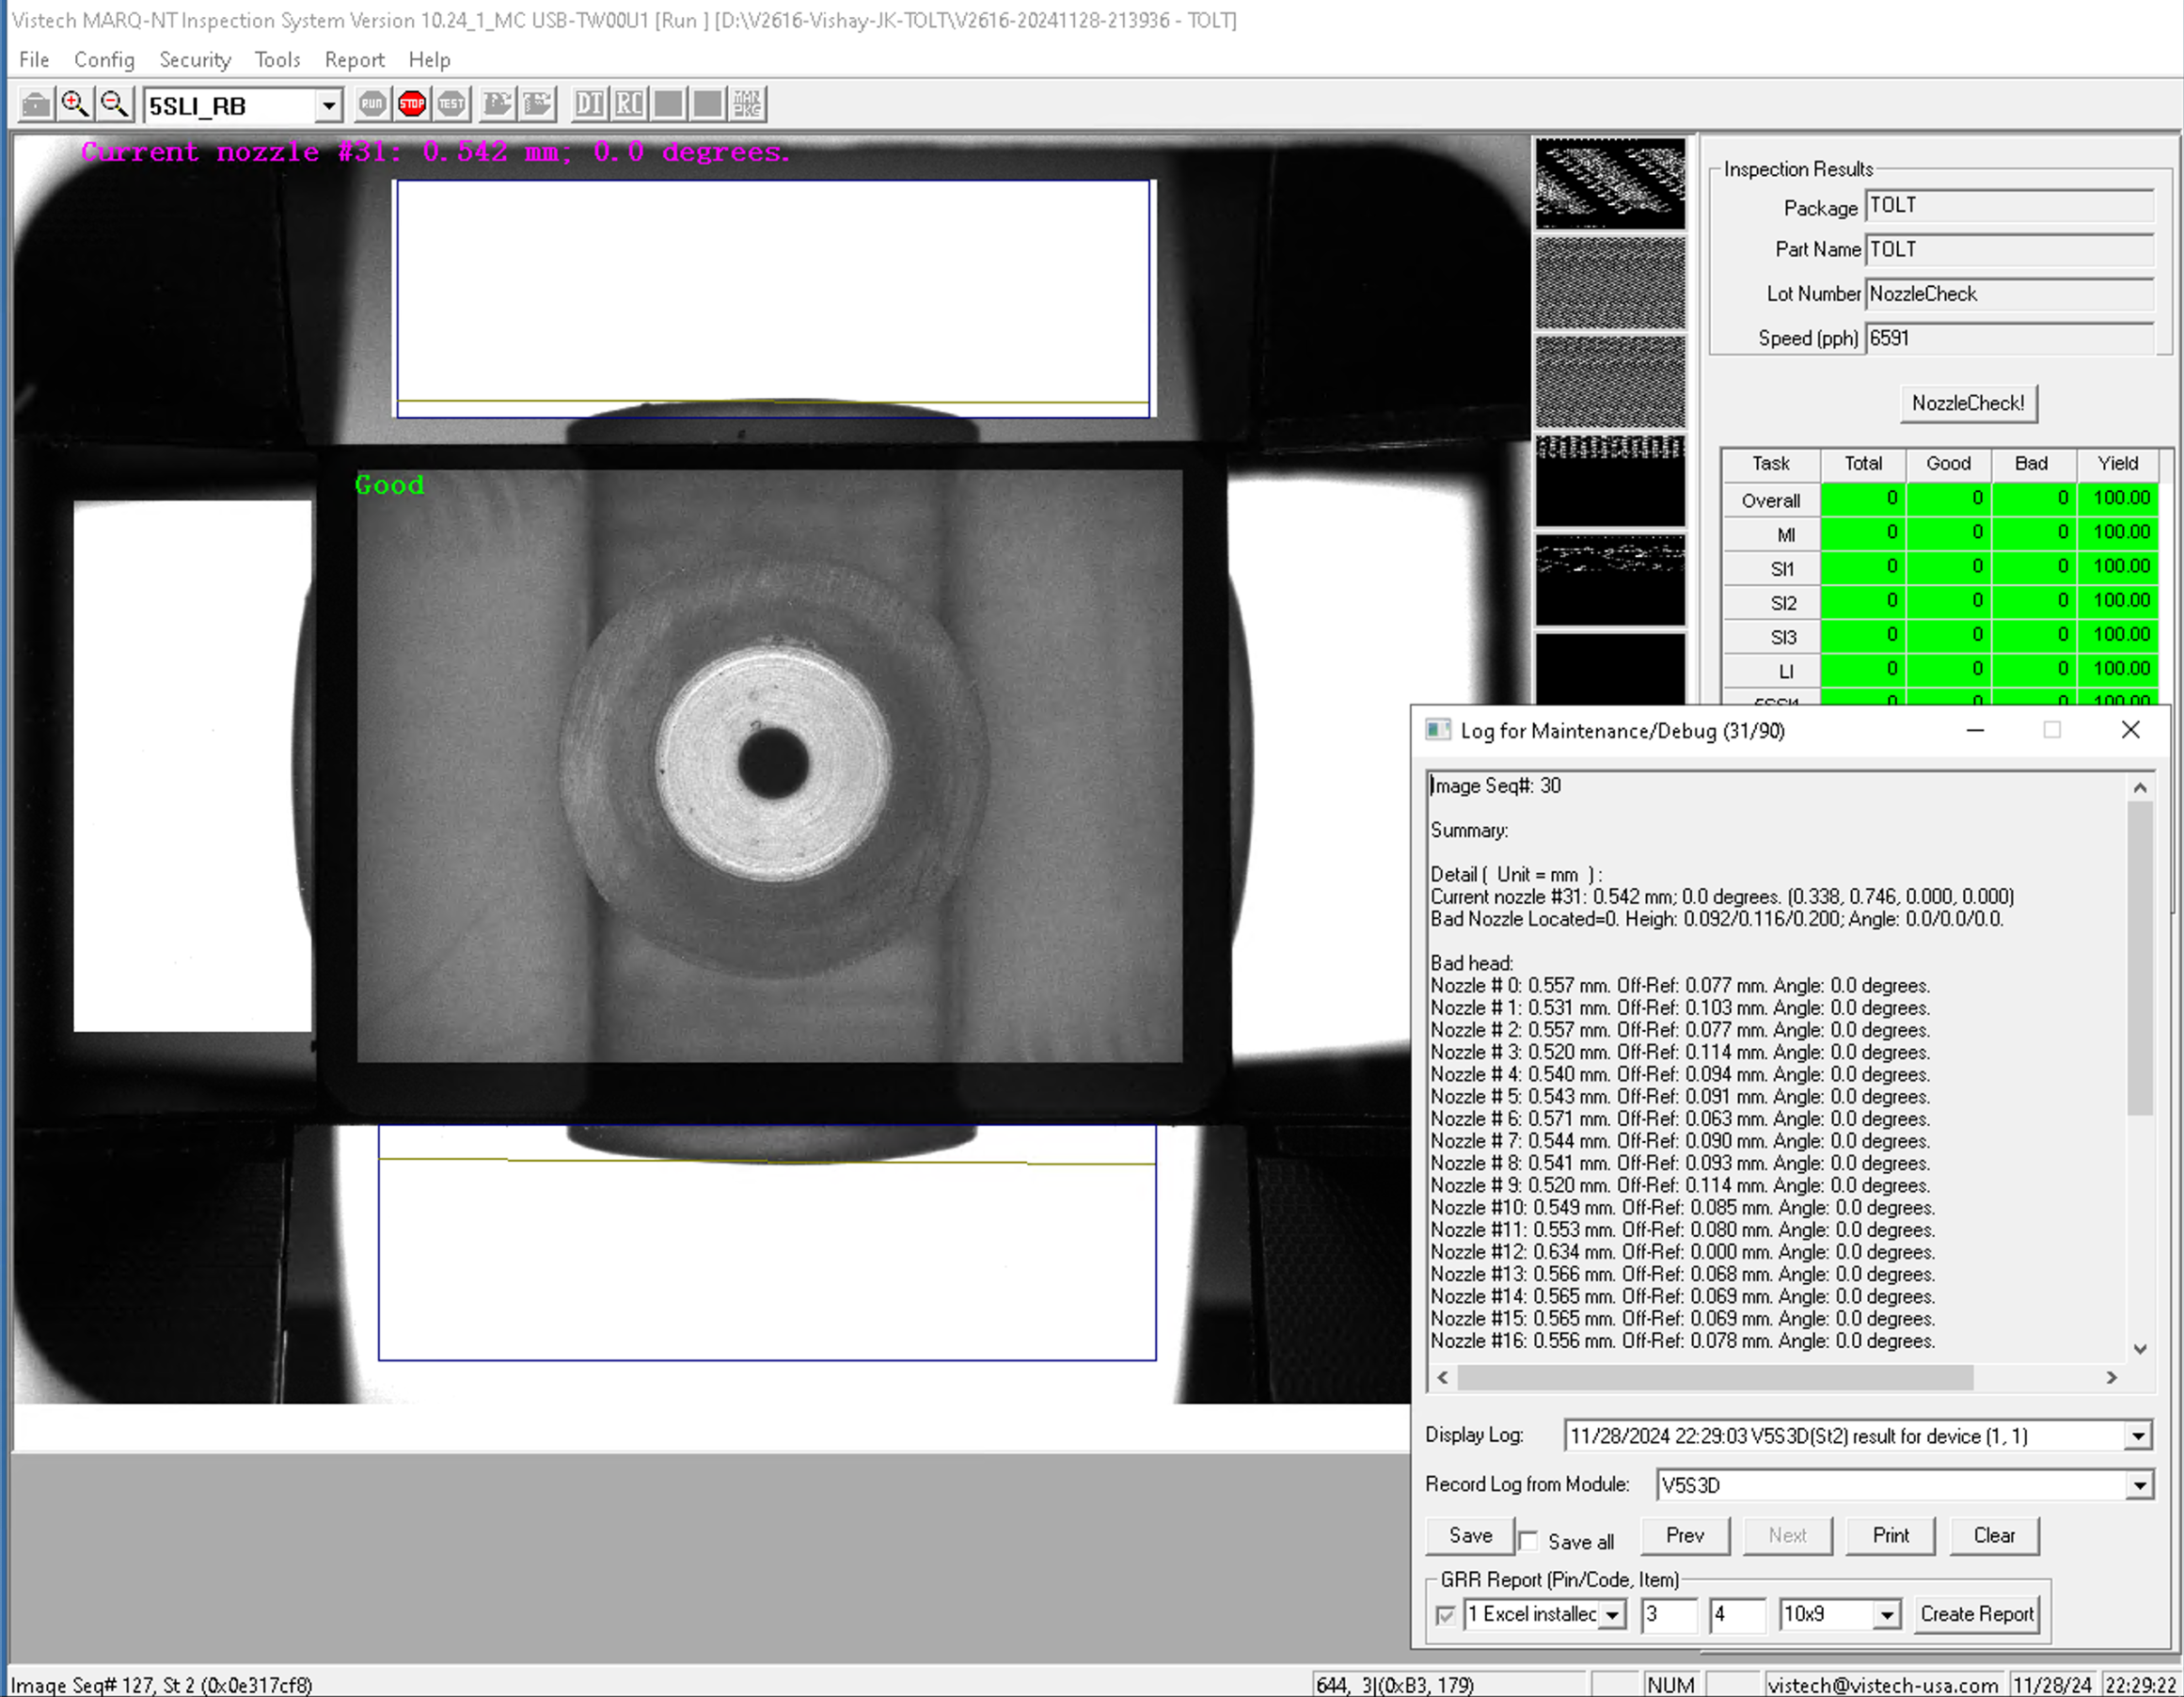 Vistech MARQ-NT Inspection System Version 10.24_1_MC USB-TW00U1 [Run ] [D:\V2616-Vishay-JK-TOLT\V2616-20241128-213936 - TOLT]
File Config Security Tools Report Help
5SLI_RB RUN STOP TEST DT RC MAN PKG
Current nozzle #31: 0.542 mm; 0.0 degrees.
Good
Inspection Results
Package TOLT
Part Name TOLT
Lot Number NozzleCheck
Speed (pph) 6591
NozzleCheck!
Task Total Good Bad Yield
Overall 0 0 0 100.00
MI 0 0 0 100.00
SI1 0 0 0 100.00
SI2 0 0 0 100.00
SI3 0 0 0 100.00
LI 0 0 0 100.00
0 0 0 100.00
Log for Maintenance/Debug (31/90)
Image Seq#: 30
Summary:
Detail (  Unit = mm  ) :
Current nozzle #31: 0.542 mm; 0.0 degrees. (0.338, 0.746, 0.000, 0.000)
Bad Nozzle Located=0. Heigh: 0.092/0.116/0.200; Angle: 0.0/0.0/0.0.
Bad head:
Nozzle # 0: 0.557 mm. Off-Ref: 0.077 mm. Angle: 0.0 degrees.
Nozzle # 1: 0.531 mm. Off-Ref: 0.103 mm. Angle: 0.0 degrees.
Nozzle # 2: 0.557 mm. Off-Ref: 0.077 mm. Angle: 0.0 degrees.
Nozzle # 3: 0.520 mm. Off-Ref: 0.114 mm. Angle: 0.0 degrees.
Nozzle # 4: 0.540 mm. Off-Ref: 0.094 mm. Angle: 0.0 degrees.
Nozzle # 5: 0.543 mm. Off-Ref: 0.091 mm. Angle: 0.0 degrees.
Nozzle # 6: 0.571 mm. Off-Ref: 0.063 mm. Angle: 0.0 degrees.
Nozzle # 7: 0.544 mm. Off-Ref: 0.090 mm. Angle: 0.0 degrees.
Nozzle # 8: 0.541 mm. Off-Ref: 0.093 mm. Angle: 0.0 degrees.
Nozzle # 9: 0.520 mm. Off-Ref: 0.114 mm. Angle: 0.0 degrees.
Nozzle #10: 0.549 mm. Off-Ref: 0.085 mm. Angle: 0.0 degrees.
Nozzle #11: 0.553 mm. Off-Ref: 0.080 mm. Angle: 0.0 degrees.
Nozzle #12: 0.634 mm. Off-Ref: 0.000 mm. Angle: 0.0 degrees.
Nozzle #13: 0.566 mm. Off-Ref: 0.068 mm. Angle: 0.0 degrees.
Nozzle #14: 0.565 mm. Off-Ref: 0.069 mm. Angle: 0.0 degrees.
Nozzle #15: 0.565 mm. Off-Ref: 0.069 mm. Angle: 0.0 degrees.
Nozzle #16: 0.556 mm. Off-Ref: 0.078 mm. Angle: 0.0 degrees.
Display Log: 11/28/2024 22:29:03 V5S3D(St2) result for device (1, 1)
Record Log from Module: V5S3D
Save Save all Prev Next Print Clear
GRR Report (Pin/Code, Item)
1 Excel installec 3 4 10x9 Create Report
Image Seq# 127, St 2 (0x0e317cf8) 644, 3|(0xB3, 179) NUM vistech@vistech-usa.com 11/28/24 22:29:22